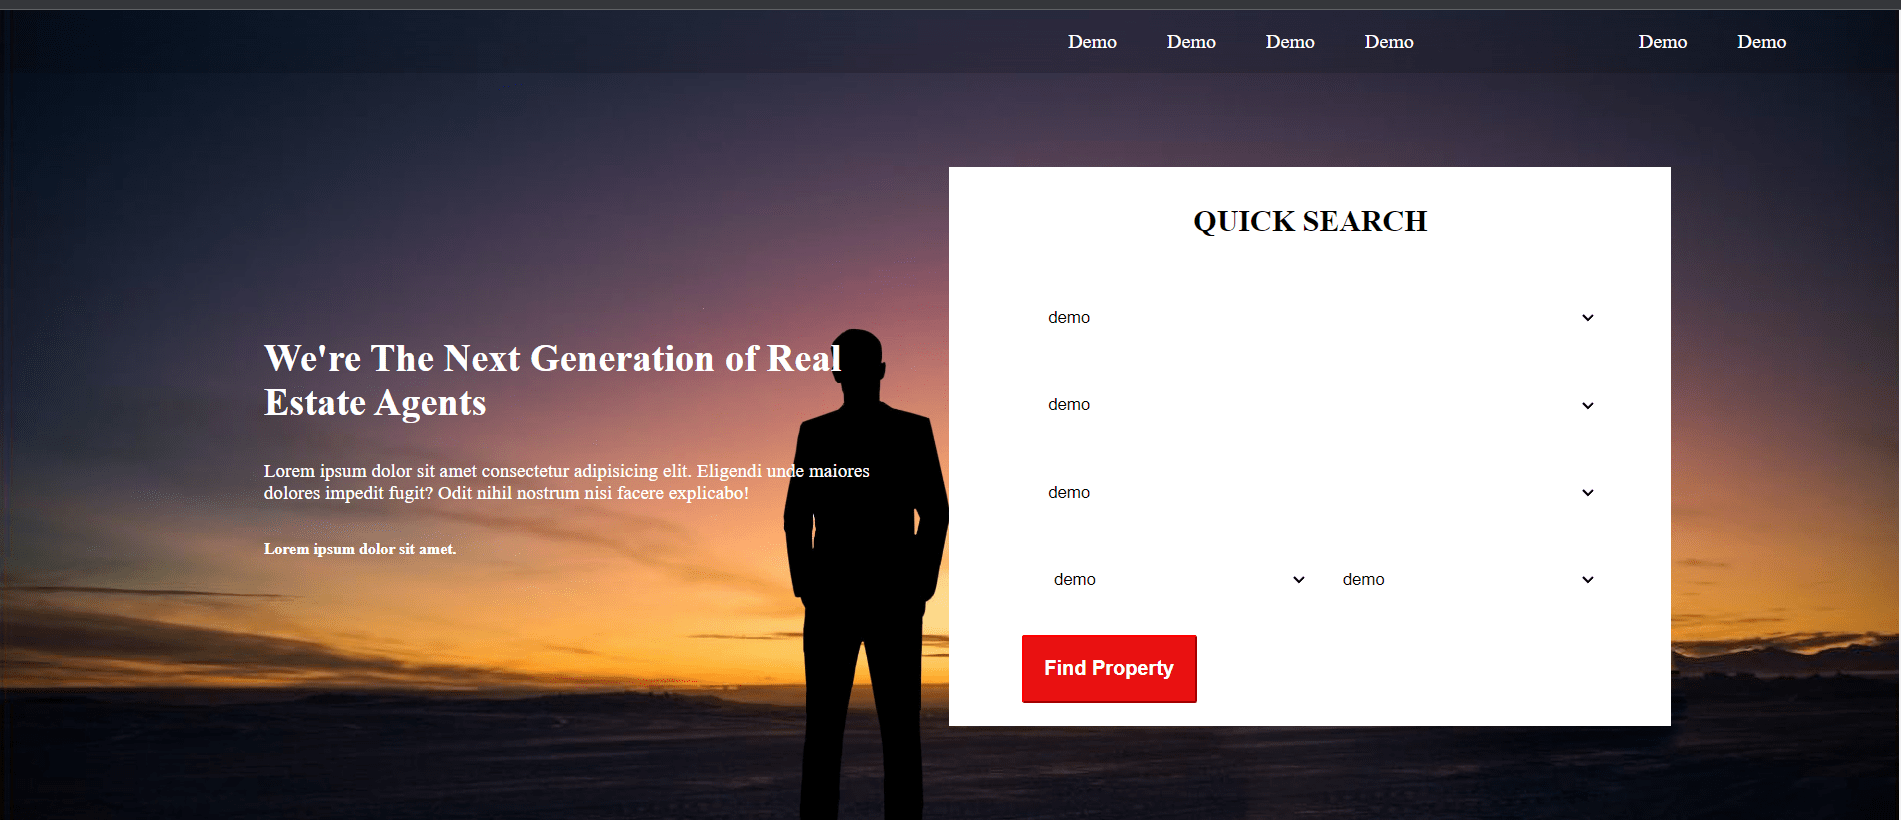 Demo Demo Demo Demo Demo Demo
We're The Next Generation of Real
Estate Agents
Lorem ipsum dolor sit amet consectetur adipisicing elit. Eligendi unde maiores
dolores impedit fugit? Odit nihil nostrum nisi facere explicabo!
Lorem ipsum dolor sit amet.
QUICK SEARCH
demo
demo
demo
demo demo
Find Property